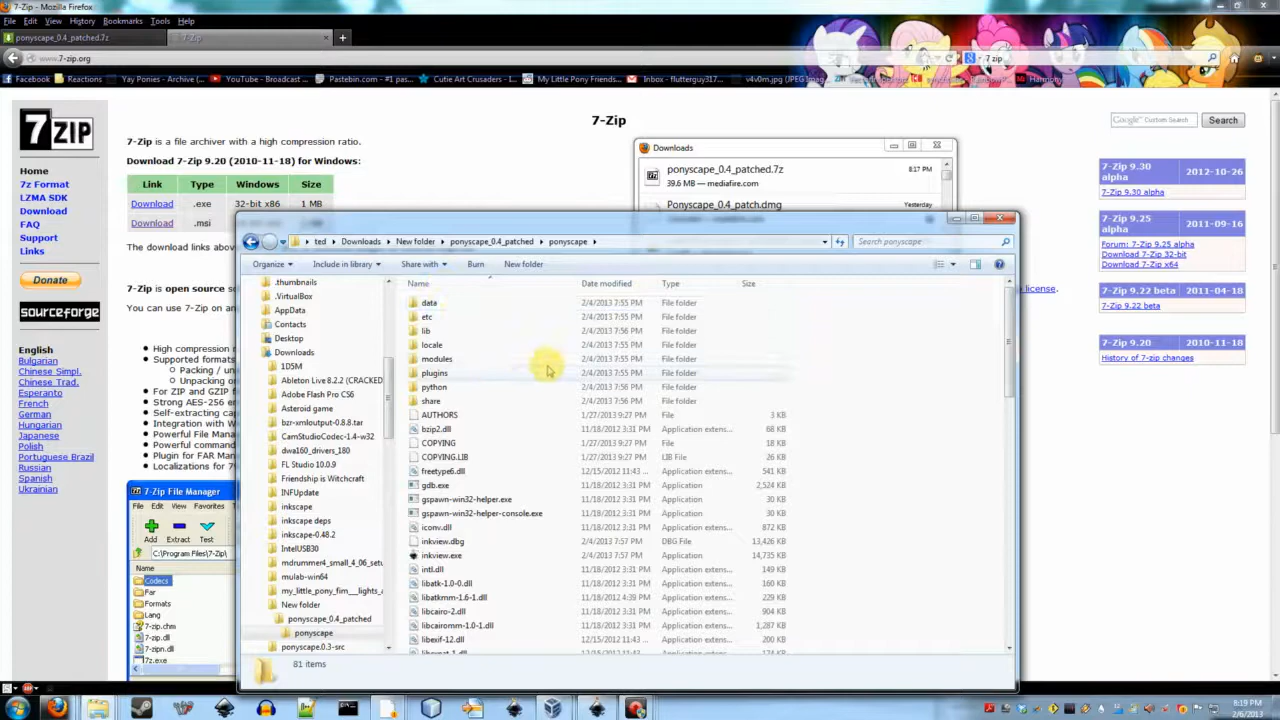 7-Zip - Mozilla Firefox
File Edit View History Bookmarks Tools Help
ponyscape_0.4_patched.7z
7-Zip
www.7-zip.org
7 zip
Facebook
Reactions
Yay Ponies - Archive (...
YouTube - Broadcast ...
Pastebin.com - #1 pas...
Cutie Art Crusaders - L...
My Little Pony Friends...
Inbox - flutterguy317...
v4v0m.jpg (JPEG Imag...
Harmony
7ZIP
Home
7z Format
LZMA SDK
Download
FAQ
Support
Links
Donate
sourceforge
English
Bulgarian
Chinese Simpl.
Chinese Trad.
Esperanto
French
German
Hungarian
Japanese
Polish
Portuguese Brazil
Russian
Spanish
Ukrainian
7-Zip
7-Zip is a file archiver with a high compression ratio.
Download 7-Zip 9.20 (2010-11-18) for Windows:
Link Type Windows Size
Download .exe 32-bit x86 1 MB
Download .msi
The download links abov
7-Zip is open source s
license.
You can use 7-Zip on an
High compression r
Supported formats
Packing / un
Unpacking on
For ZIP and GZIP f
Strong AES-256 en
Self-extracting cap
Integration with W
Powerful File Mana
Powerful command
Plugin for FAR Man
Localizations for 7
7-Zip File Manager
File Edit View Favorites
Add Extract Test
C:\Program Files\7-Zip\
Name
Codecs
Far
Formats
Lang
7-zip.chm
7-zip.dll
7-zipn.dll
7z.exe
Google™ Custom Search
Search
7-Zip 9.30 alpha 2012-10-26
7-Zip 9.30 alpha
7-Zip 9.25 alpha 2011-09-16
Forum: 7-Zip 9.25 alpha
Download 7-Zip 32-bit
Download 7-Zip x64
7-Zip 9.22 beta 2011-04-18
7-Zip 9.22 beta
7-Zip 9.20 2010-11-18
History of 7-zip changes
Downloads
ponyscape_0.4_patched.7z 8:17 PM
39.6 MB — mediafire.com
Ponyscape_0.4_pat.dmg Yesterday
ted Downloads New folder ponyscape_0.4_patched ponyscape
Search ponyscape
Organize Include in library Share with Burn New folder
.thumbnails
.VirtualBox
AppData
Contacts
Desktop
Downloads
1DSM
Ableton Live 8.2.2 (CRACKED
Adobe Flash Pro CS6
Asteroid game
bzr-xmloutput-0.8.8.tar
CamStudioCodec-1.4-w32
dwa160_drivers_180
FL Studio 10.0.9
Friendship is Witchcraft
INFUpdate
inkscape
inkscape deps
inkscape-0.48.2
IntelUSB30
mdrummer4_small_4_06_setu
mulab-win64
my_little_pony_fim___lights_
New folder
ponyscape_0.4_patched
ponyscape
ponyscape.0.3-src
Name Date modified Type Size
data 2/4/2013 7:55 PM File folder
etc 2/4/2013 7:55 PM File folder
lib 2/4/2013 7:56 PM File folder
locale 2/4/2013 7:55 PM File folder
modules 2/4/2013 7:55 PM File folder
plugins 2/4/2013 7:55 PM File folder
python 2/4/2013 7:56 PM File folder
share 2/4/2013 7:56 PM File folder
AUTHORS 1/27/2013 9:27 PM File 3 KB
bzip2.dll 11/18/2012 3:31 PM Application extens... 68 KB
COPYING 1/27/2013 9:27 PM File 18 KB
COPYING.LIB 1/27/2013 9:27 PM LIB File 26 KB
freetype6.dll 12/15/2012 11:43 ... Application extens... 541 KB
gdb.exe 11/18/2012 3:31 PM Application 2,524 KB
gspawn-win32-helper.exe 11/18/2012 3:31 PM Application 30 KB
gspawn-win32-helper-console.exe 11/18/2012 3:31 PM Application 30 KB
iconv.dll 11/18/2012 3:31 PM Application extens... 872 KB
inkview.dbg 2/4/2013 7:57 PM DBG File 13,426 KB
inkview.exe 2/4/2013 7:57 PM Application 14,735 KB
intl.dll 11/18/2012 3:31 PM Application extens... 149 KB
libatk-1.0-0.dll 11/18/2012 3:31 PM Application extens... 160 KB
libatkmm-1.6-1.dll 11/18/2012 4:39 PM Application extens... 197 KB
libcairo-2.dll 11/18/2012 3:31 PM Application extens... 904 KB
libcairomm-1.0-1.dll 11/18/2012 3:31 PM Application extens... 1,287 KB
libexif-12.dll 12/15/2012 11:43 ... Application extens... 200 KB
81 items
8:19 PM
2/6/2013